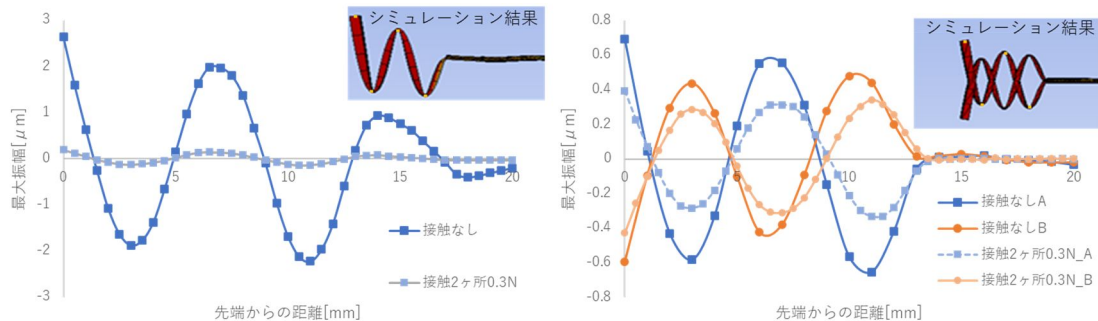 シミュレーション結果
3
2
1
0
-1
-2
-3
0
5
10
15
20
最大振幅[μm]
先端からの距離[mm]
接触なし
接触2ヶ所0.3N
シミュレーション結果
0.8
0.6
0.4
0.2
0
-0.2
-0.4
-0.6
-0.8
0
5
10
15
20
最大振幅[μm]
先端からの距離[mm]
接触なしA
接触なしB
接触2ヶ所0.3N_A
接触2ヶ所0.3N_B